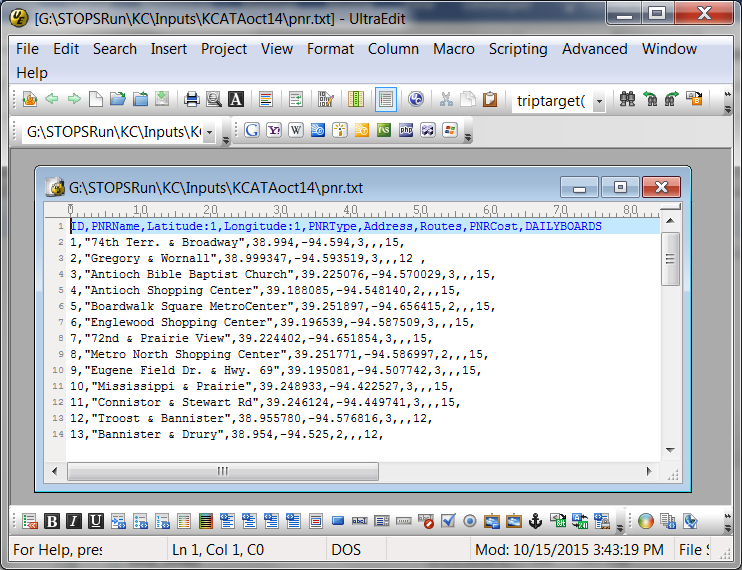 [G:\STOPSRun\KC\Inputs\KCATAoct14\pnr.txt] - UltraEdit
File Edit Search Insert Project View Format Column Macro Scripting Advanced Window
Help
triptarget(
G:\STOPSRun\KC\Inputs\K
G:\STOPSRun\KC\Inputs\KCATAoct14\pnr.txt
0 10 20 30 40 50 60 70 80
1 ID,PNRName,Latitude:1,Longitude:1,PNRType,Address,Routes,PNRCost,DAILYBOARDS
2 1,"74th Terr. & Broadway",38.994,-94.594,3,,,15,
3 2,"Gregory & Wornall",38.999347,-94.593519,3,,,12 ,
4 3,"Antioch Bible Baptist Church",39.225076,-94.570029,3,,,15,
5 4,"Antioch Shopping Center",39.188085,-94.548140,2,,,15,
6 5,"Boardwalk Square MetroCenter",39.251897,-94.656415,2,,,15,
7 6,"Englewood Shopping Center",39.196539,-94.587509,3,,,15,
8 7,"72nd & Prairie View",39.224402,-94.651854,3,,,15,
9 8,"Metro North Shopping Center",39.251771,-94.586997,2,,,15,
10 9,"Eugene Field Dr. & Hwy. 69",39.195081,-94.507742,3,,,15,
11 10,"Mississippi & Prairie",39.248933,-94.422527,3,,,15,
12 11,"Connistor & Stewart Rd",39.246124,-94.449741,3,,,15,
13 12,"Troost & Bannister",38.955780,-94.576816,3,,,12,
14 13,"Bannister & Drury",38.954,-94.525,2,,,12,
B I U
For Help, pres Ln 1, Col 1, C0 DOS Mod: 10/15/2015 3:43:19 PM File S